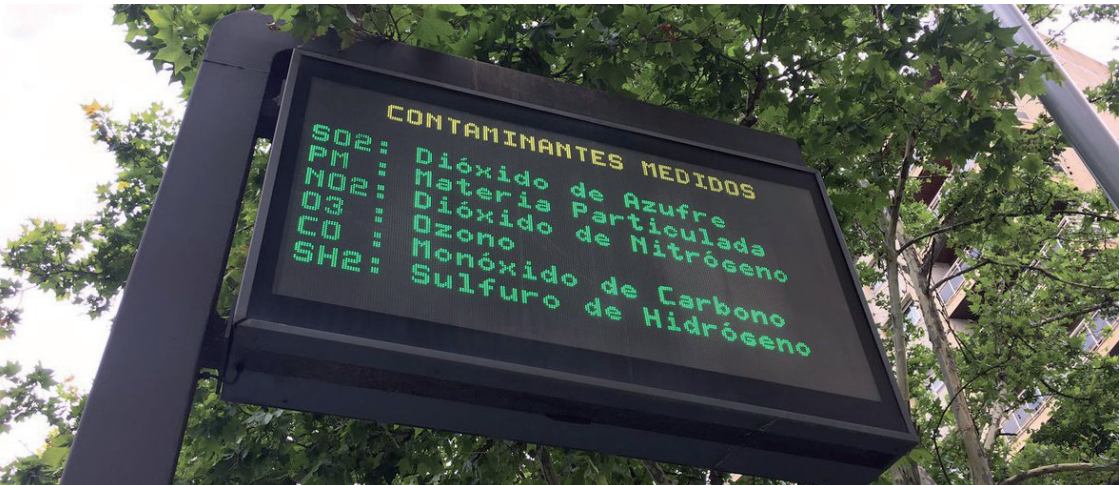 CONTAMINANTES MEDIDOS
SO2: Dióxido de Azufre
PM : Materia Particulada
NO2: Dióxido de Nitrógeno
O3 : Ozono
CO : Monóxido de Carbono
SH2: Sulfuro de Hidrógeno